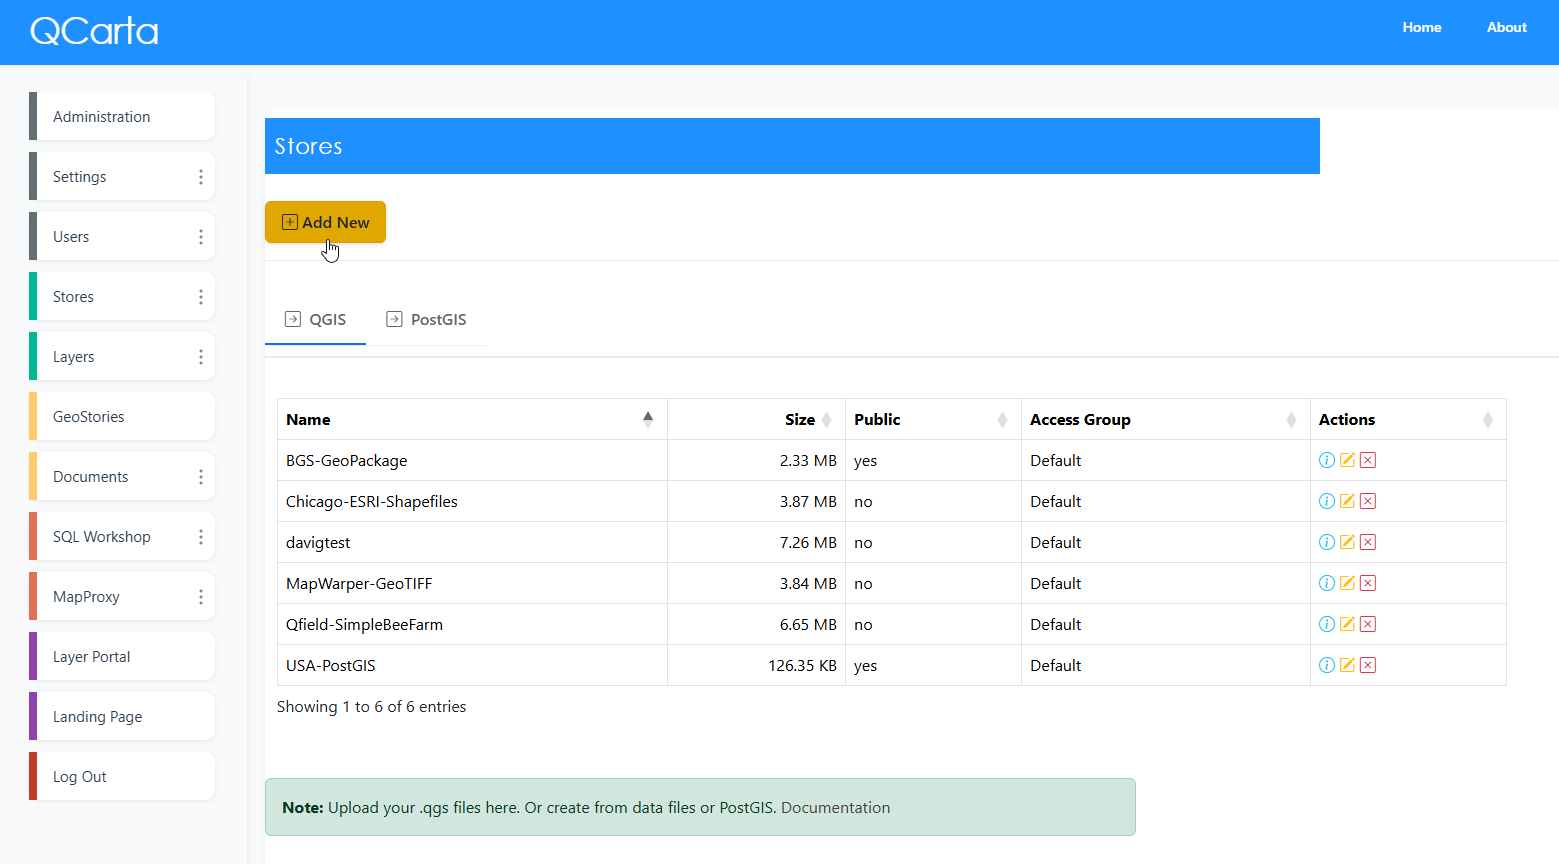 QCarta
Home About
Administration
Settings
Users
Stores
Layers
GeoStories
Documents
SQL Workshop
MapProxy
Layer Portal
Landing Page
Log Out
Stores
Add New
QGIS PostGIS
Name Size Public Access Group Actions
BGS-GeoPackage 2.33 MB yes Default
Chicago-ESRI-Shapefiles 3.87 MB no Default
davigtest 7.26 MB no Default
MapWarper-GeoTIFF 3.84 MB no Default
Qfield-SimpleBeeFarm 6.65 MB no Default
USA-PostGIS 126.35 KB yes Default
Showing 1 to 6 of 6 entries
Note: Upload your .qgs files here. Or create from data files or PostGIS. Documentation